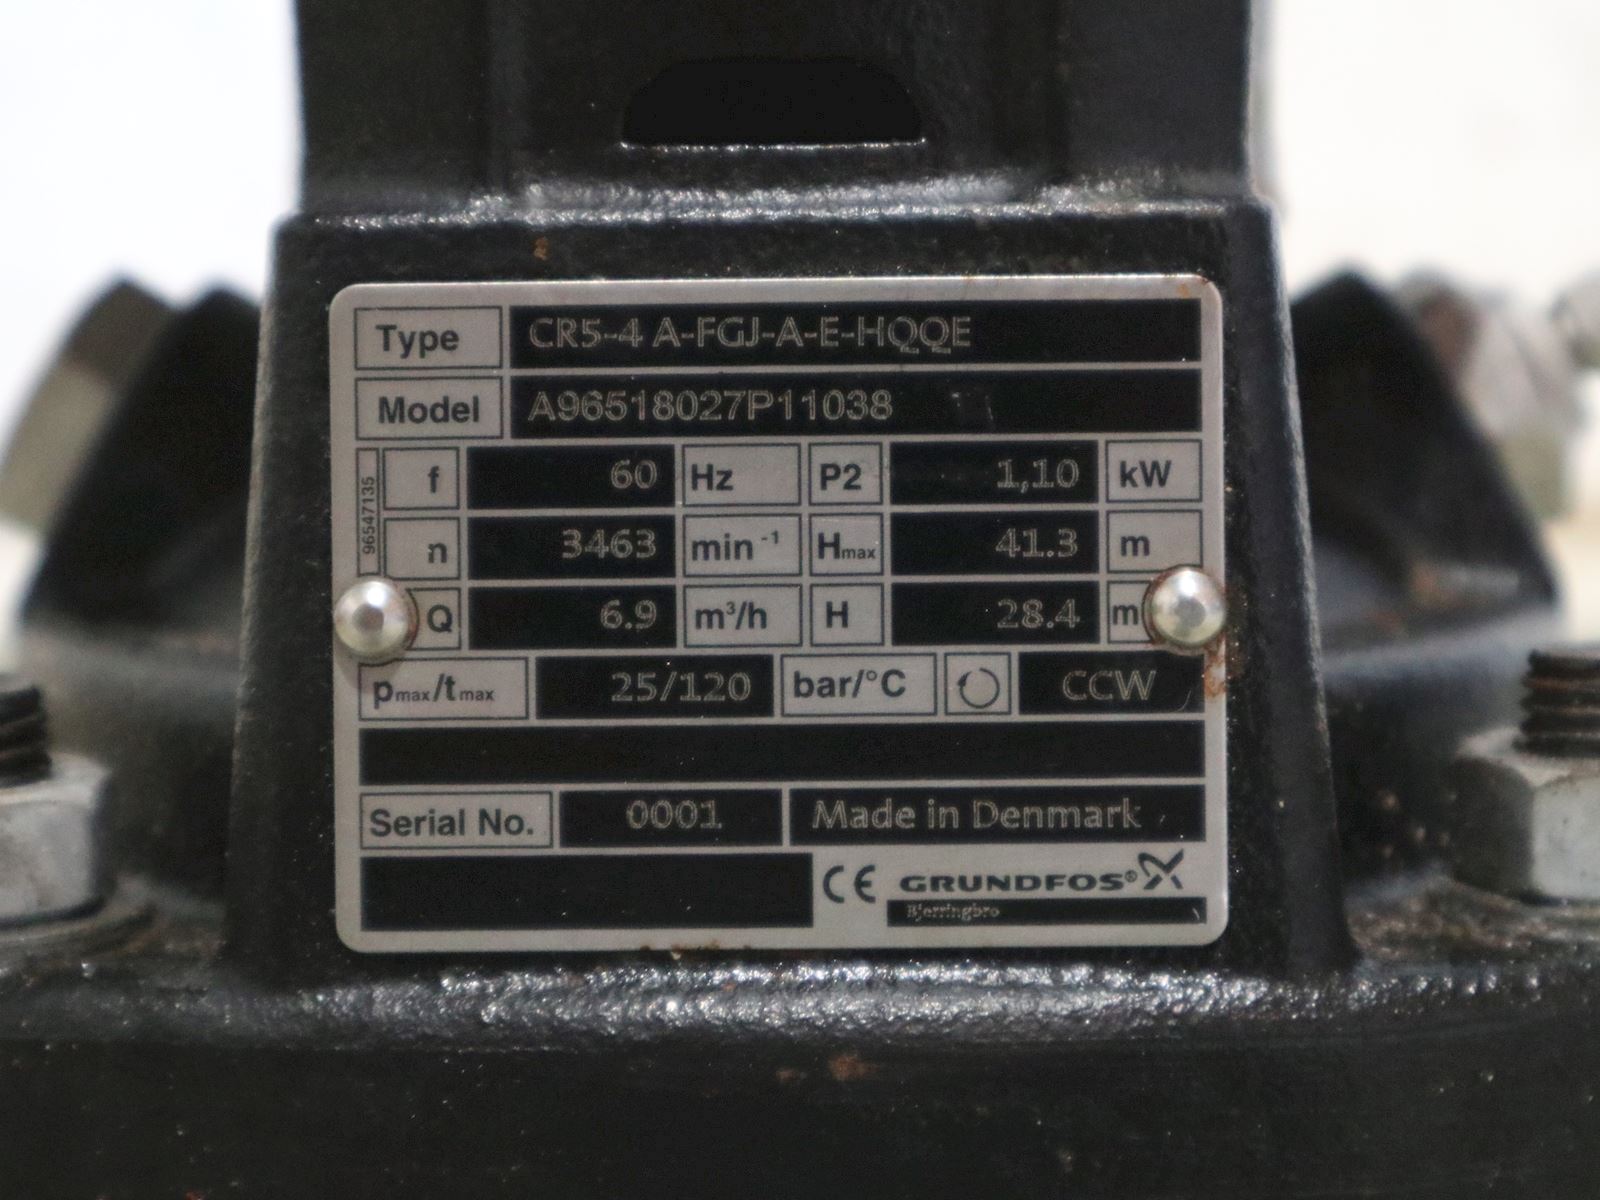 Type CR5-4 A-FGJ-A-E-HQQE
Model A96518027P11038
96547135
f 60 Hz P2 1,10 kW
n 3463 min⁻¹ Hmax 41.3 m
Q 6.9 m³/h H 28.4 m
pmax/tmax 25/120 bar/°C CCW
Serial No. 0001 Made in Denmark
CE GRUNDFOS®
Bjerringbro